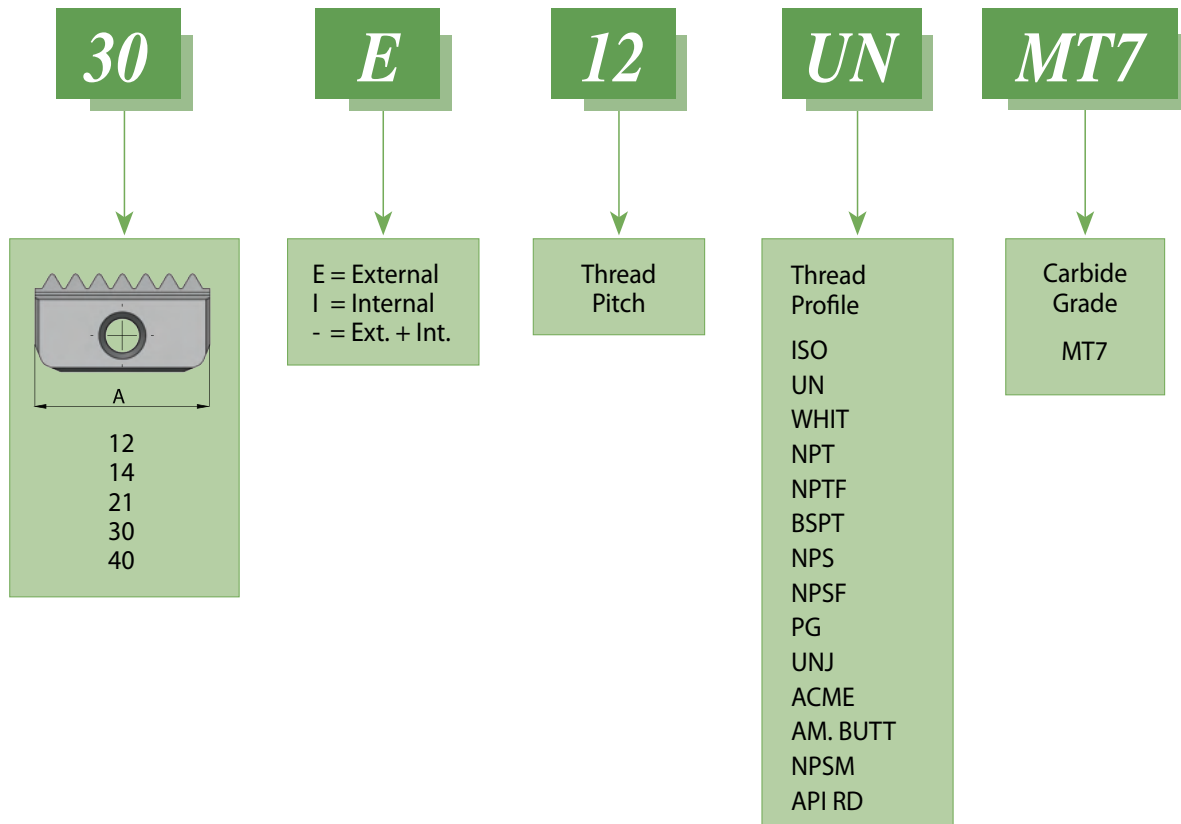 30
E
12
UN
MT7
A
12
14
21
30
40
E = External
I = Internal
- = Ext. + Int.
Thread
Pitch
Thread
Profile
ISO
UN
WHIT
NPT
NPTF
BSPT
NPS
NPSF
PG
UNJ
ACME
AM. BUTT
NPSM
API RD
Carbide
Grade
MT7